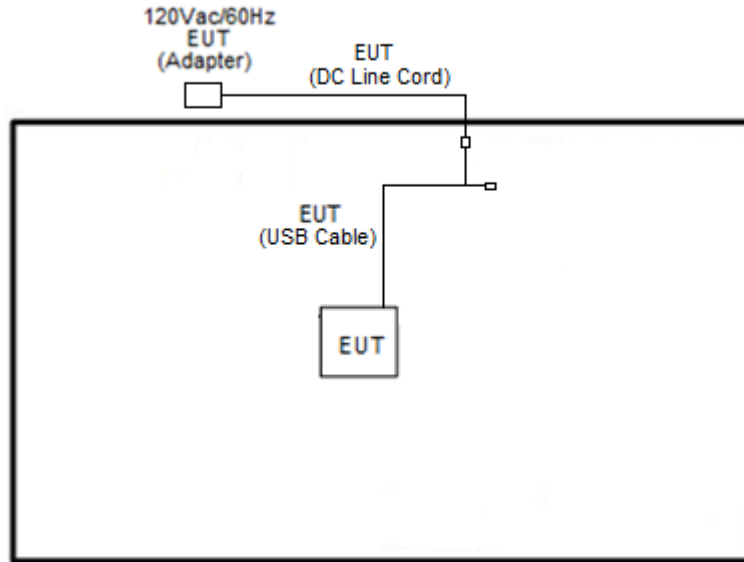 120Vac/60Hz
EUT
(Adapter)
EUT
(DC Line Cord)
EUT
(USB Cable)
EUT